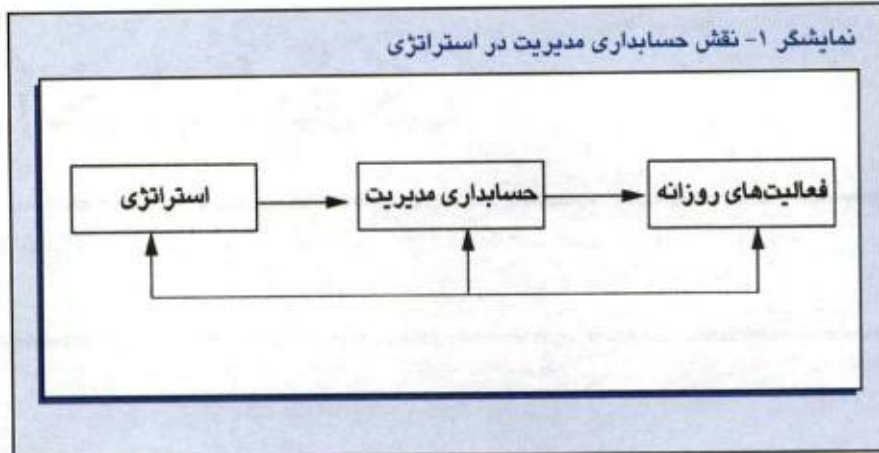 نمایشگر ۱- نقش حسابداری مدیریت در استراتژی
استراتژی
حسابداری مدیریت
فعالیت‌های روزانه